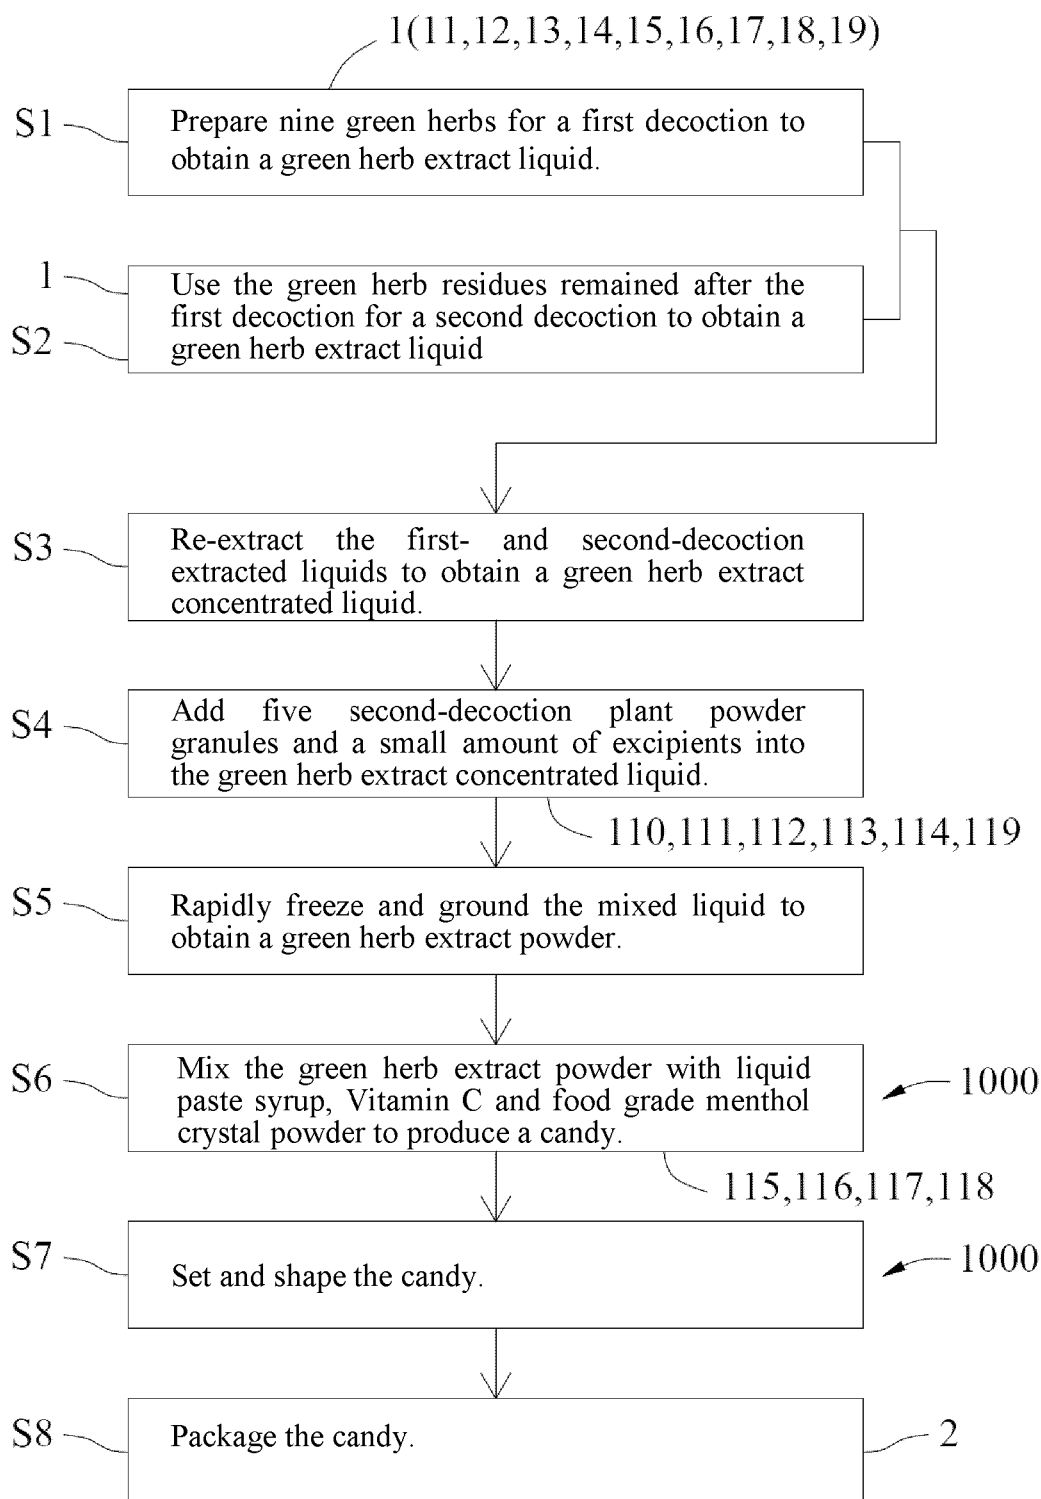 1(11,12,13,14,15,16,17,18,19)
S1
Prepare nine green herbs for a first decoction to
obtain a green herb extract liquid.
1
S2
Use the green herb residues remained after the
first decoction for a second decoction to obtain a
green herb extract liquid
S3
Re-extract the first- and second-decoction
extracted liquids to obtain a green herb extract
concentrated liquid.
S4
Add five second-decoction plant powder
granules and a small amount of excipients into
the green herb extract concentrated liquid.
110,111,112,113,114,119
S5
Rapidly freeze and ground the mixed liquid to
obtain a green herb extract powder.
S6
Mix the green herb extract powder with liquid
paste syrup, Vitamin C and food grade menthol
crystal powder to produce a candy.
1000
115,116,117,118
S7
Set and shape the candy.
1000
S8
Package the candy.
2